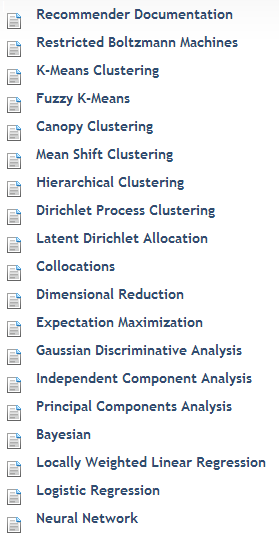 Recommender Documentation
Restricted Boltzmann Machines
K-Means Clustering
Fuzzy K-Means
Canopy Clustering
Mean Shift Clustering
Hierarchical Clustering
Dirichlet Process Clustering
Latent Dirichlet Allocation
Collocations
Dimensional Reduction
Expectation Maximization
Gaussian Discriminative Analysis
Independent Component Analysis
Principal Components Analysis
Bayesian
Locally Weighted Linear Regression
Logistic Regression
Neural Network